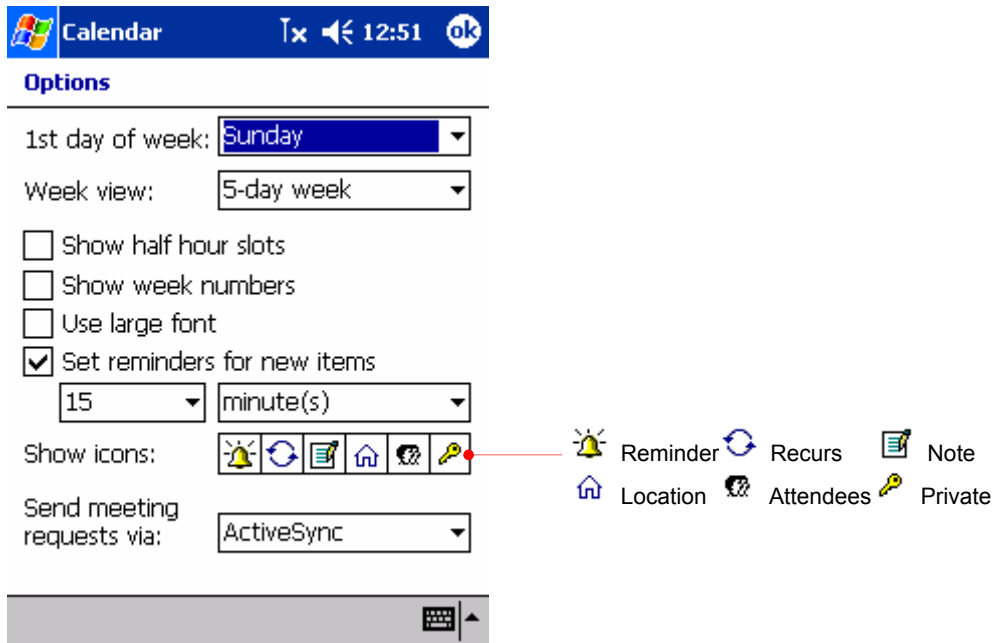 Calendar 12:51 ok
Options
1st day of week: Sunday
Week view: 5-day week
Show half hour slots
Show week numbers
Use large font
Set reminders for new items
15 minute(s)
Show icons:
Reminder Recurs Note
Location Attendees Private
Send meeting
requests via: ActiveSync